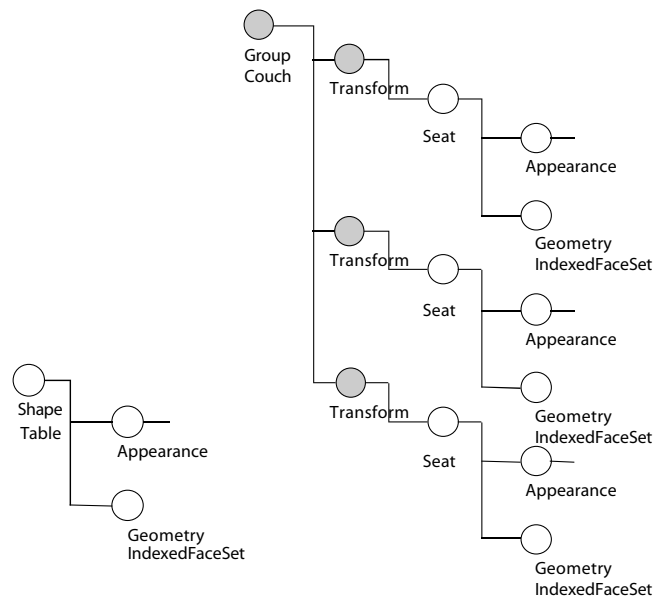 Group
Couch
Transform
Seat
Appearance
Geometry
IndexedFaceSet
Transform
Seat
Appearance
Geometry
IndexedFaceSet
Transform
Seat
Appearance
Geometry
IndexedFaceSet
Shape
Table
Appearance
Geometry
IndexedFaceSet